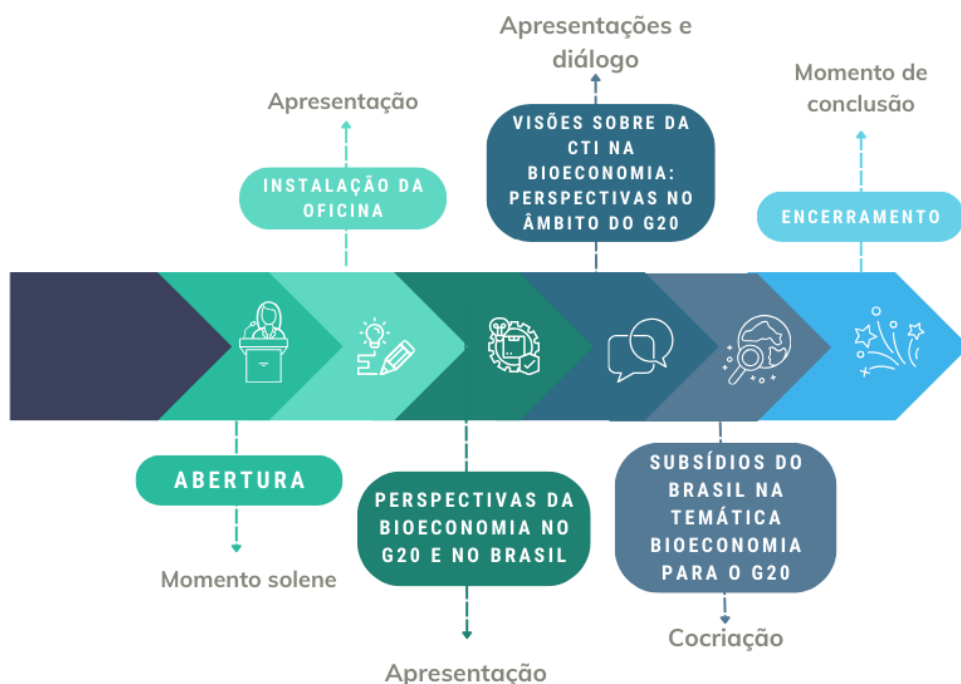 Apresentações e
diálogo
Momento de
conclusão
Apresentação
VISÕES SOBRE DA
CTI NA
BIOECONOMIA:
PERSPECTIVAS NO
ÂMBITO DO G20
INSTALAÇÃO DA
OFICINA
ENCERRAMENTO
ABERTURA
Momento solene
PERSPECTIVAS DA
BIOECONOMIA NO
G20 E NO BRASIL
Apresentação
SUBSÍDIOS DO
BRASIL NA
TEMÁTICA
BIOECONOMIA
PARA O G20
Cocriação